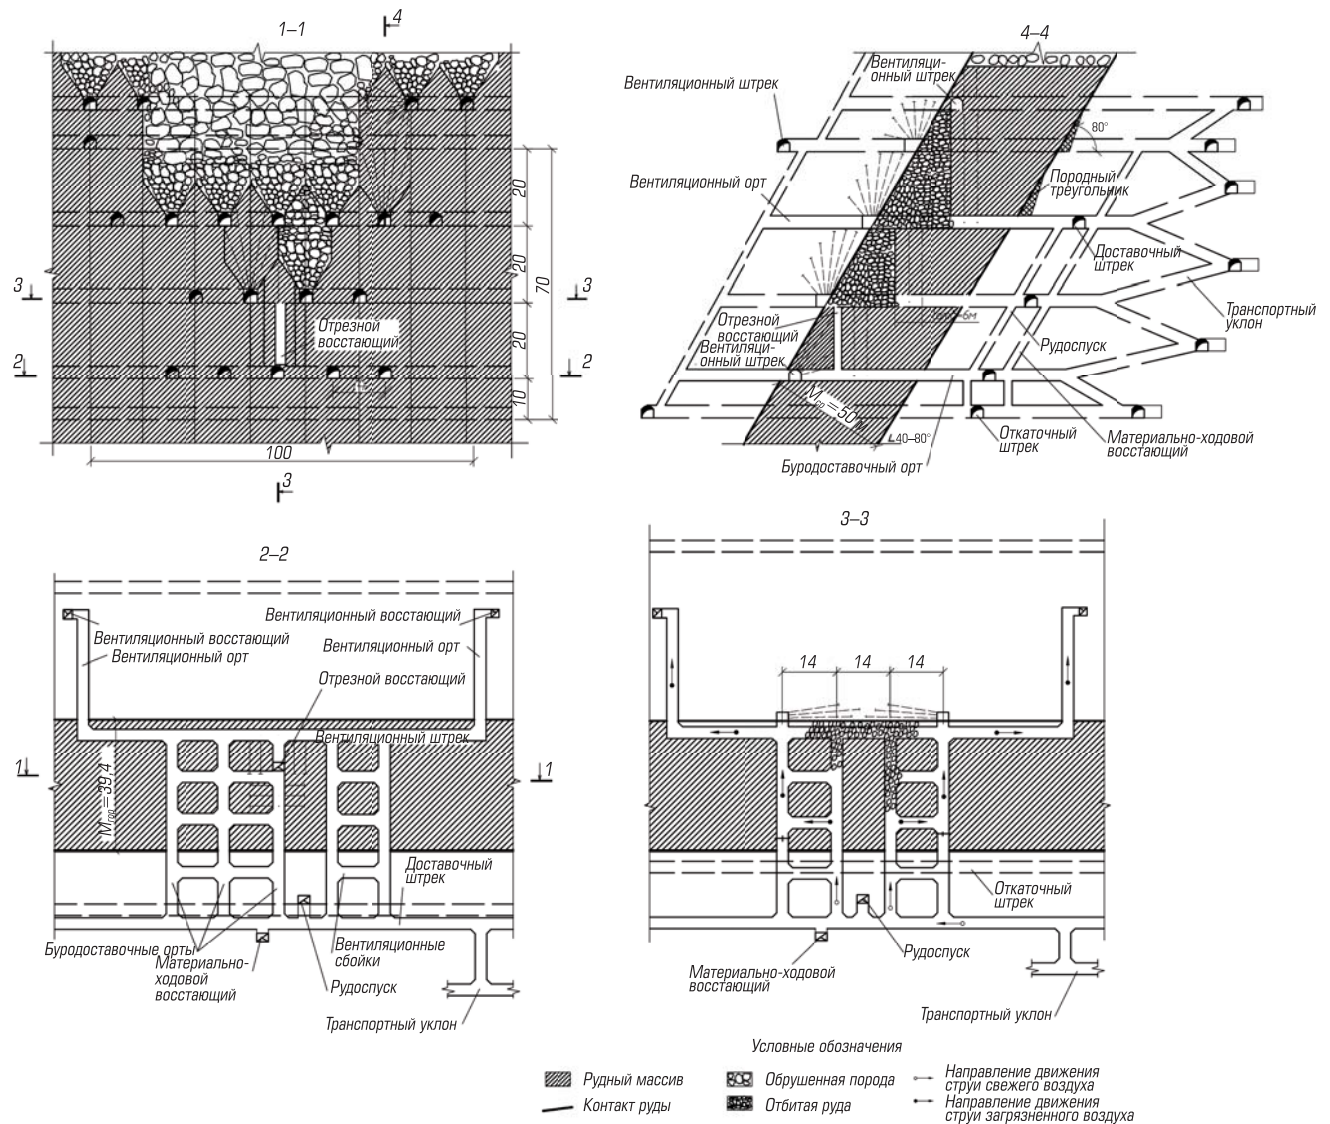 1–1
4
20
20
20
10
70
3
3
2
2
Отрезной
восстающий
100
3
4–4
Вентиляционный штрек
Вентиляци-
онный штрек
80°
Вентиляционный орт
Породный
треугольник
Доставочный
штрек
Транспортный
уклон
Отрезной
восстающий
Вентиляци-
онный штрек
Рудоспуск
=50 м
40–80°
Откаточный
штрек
Материально-ходовой
восстающий
Буродоставочный орт
2–2
Вентиляционный восстающий
Вентиляционный восстающий
Вентиляционный орт
Вентиляционный орт
Отрезной восстающий
Вентиляционный штрек
1
1
Mгор=39,4
Доставочный
штрек
Буродоставочные орты
Материально-
ходовой
восстающий
Вентиляционные
сбойки
Рудоспуск
Транспортный уклон
3–3
14
14
14
Откаточный
штрек
Рудоспуск
Материально-ходовой
восстающий
Транспортный уклон
Условные обозначения
Рудный массив
Обрушенная порода
Направление движения
струи свежего воздуха
Контакт руды
Отбитая руда
Направление движения
струи загрязненного воздуха